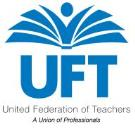 UFT
United Federation of Teachers
A Union of Professionals